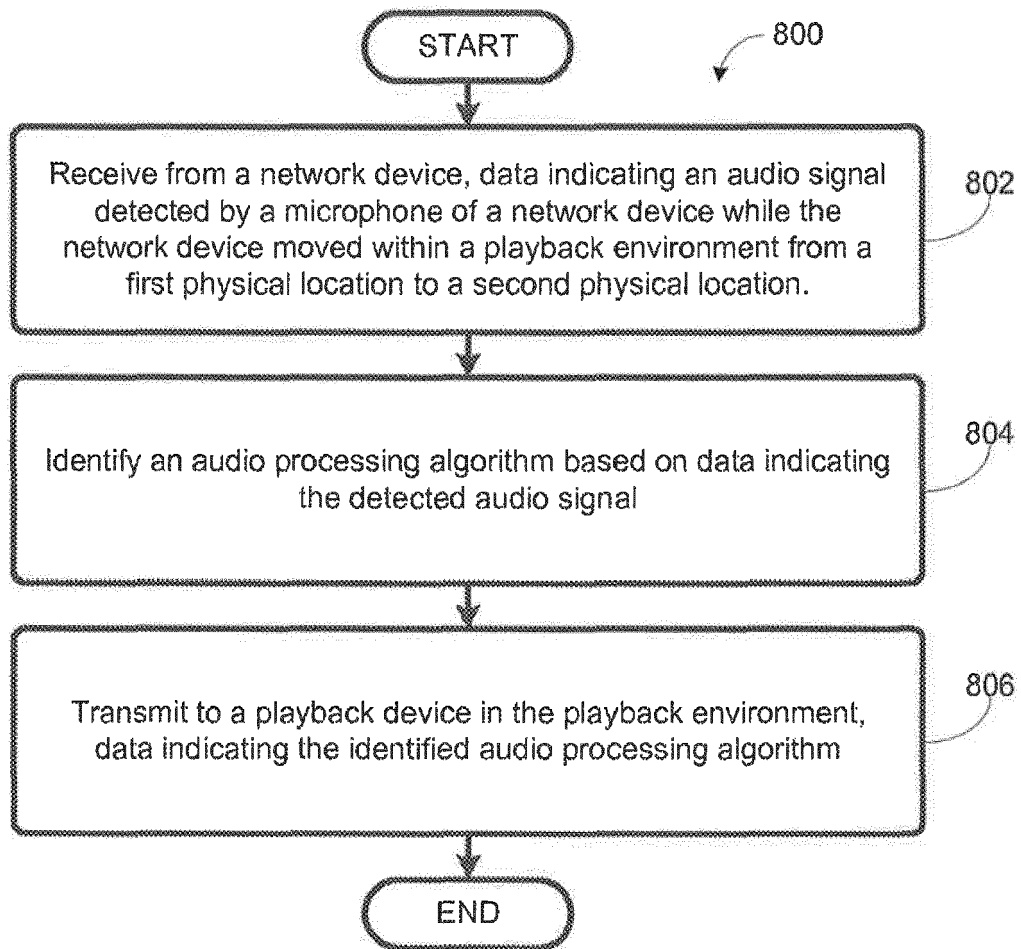 START
800
Receive from a network device, data indicating an audio signal
detected by a microphone of a network device while the
network device moved within a playback environment from a
first physical location to a second physical location.
802
Identify an audio processing algorithm based on data indicating
the detected audio signal
804
Transmit to a playback device in the playback environment,
data indicating the identified audio processing algorithm
806
END